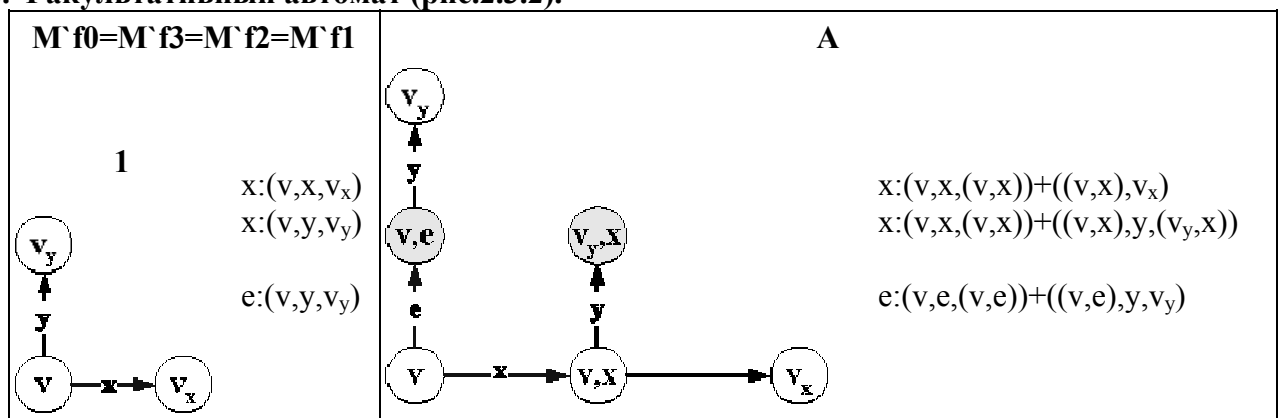 автомат (рис.2.3.2).
M`f0=M`f3=M`f2=M`f1
A
1
x:(v,x,vx)
x:(v,y,vy)
e:(v,y,vy)
vy
y
v
x
vx
vy
y
v,e
e
v
x
v,x
y
vy,x
vx
x:(v,x,(v,x))+((v,x),vx)
x:(v,x,(v,x))+((v,x),y,(vy,x))
e:(v,e,(v,e))+((v,e),y,vy)